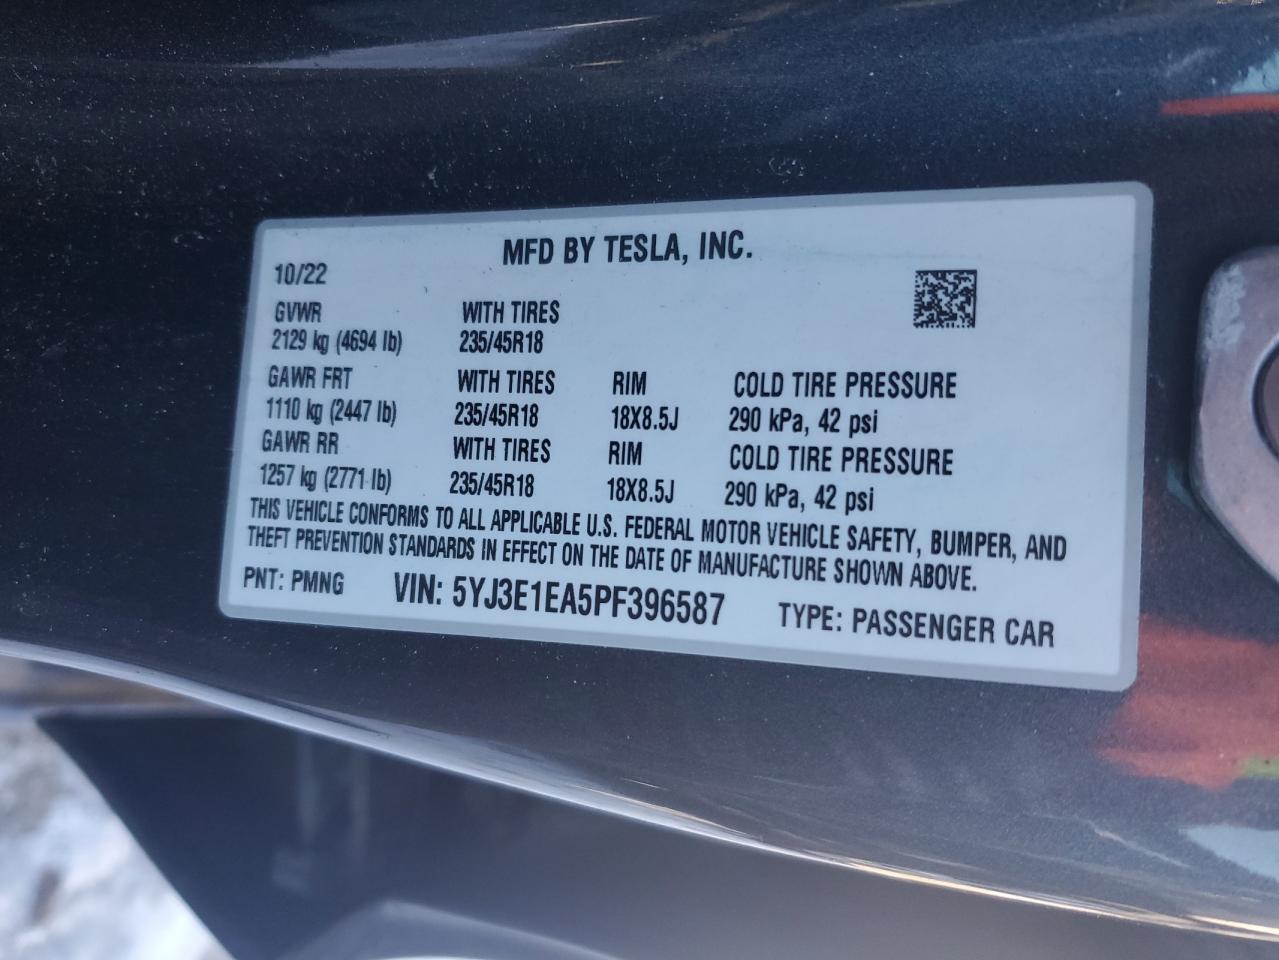 MFD BY TESLA, INC.
10/22
GVWR WITH TIRES
2129 kg (4694 lb) 235/45R18
GAWR FRT WITH TIRES RIM COLD TIRE PRESSURE
1110 kg (2447 lb) 235/45R18 18X8.5J 290 kPa, 42 psi
GAWR RR WITH TIRES RIM COLD TIRE PRESSURE
1257 kg (2771 lb) 235/45R18 18X8.5J 290 kPa, 42 psi
THIS VEHICLE CONFORMS TO ALL APPLICABLE U.S. FEDERAL MOTOR VEHICLE SAFETY, BUMPER, AND
THEFT PREVENTION STANDARDS IN EFFECT ON THE DATE OF MANUFACTURE SHOWN ABOVE.
PNT: PMNG VIN: 5YJ3E1EA5PF396587 TYPE: PASSENGER CAR